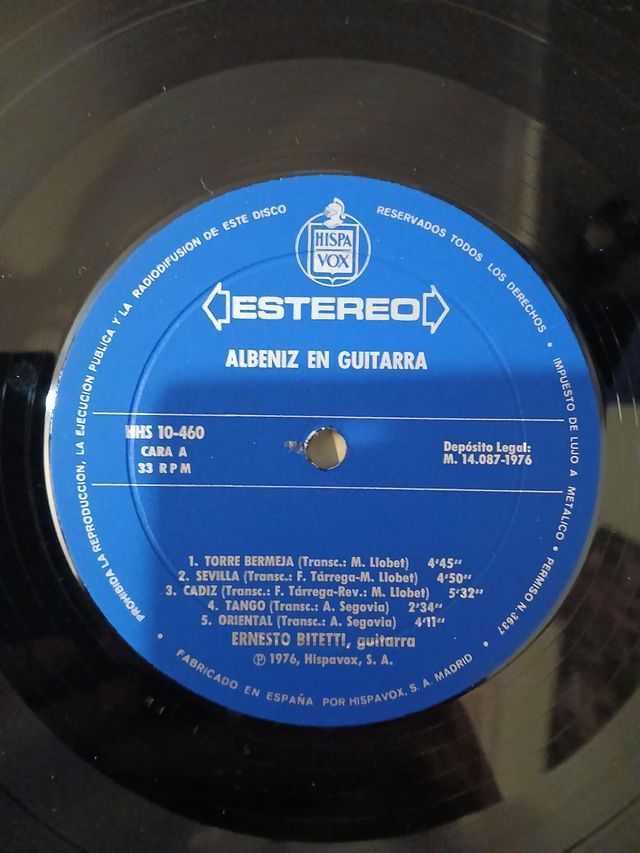 HISPA
VOX
ESTEREO
ALBENIZ EN GUITARRA
HHS 10-460
CARA A
33 RPM
Depósito Legal:
M. 14.087-1976
1. TORRE BERMEJA (Transc.: M. Llobet) 4'45"
2. SEVILLA (Transc.: F. Tárrega-M. Llobet) 4'50"
3. CADIZ (Transc.: F. Tárrega-Rev.: M. Llobet) 5'32"
4. TANGO (Transc.: A. Segovia) 2'34"
5. ORIENTAL (Transc.: A. Segovia) 4'11"
ERNESTO BITETTI, guitarra
℗ 1976, Hispavox, S. A.
PROHIBIDA LA REPRODUCCION, LA EJECUCION PUBLICA Y LA RADIODIFUSION DE ESTE DISCO
RESERVADOS TODOS LOS DERECHOS • IMPUESTO DE LUJO A METALICO • PERMISO N. 3637
• FABRICADO EN ESPAÑA POR HISPAVOX, S. A. MADRID •